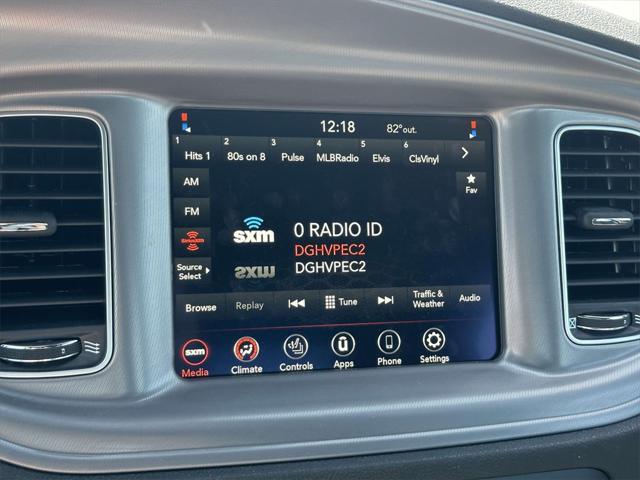 12:18 82°out.
1 2 3 4 5 6
Hits 1 80s on 8 Pulse MLBRadio Elvis ClsVinyl
AM
Fav
FM
SiriusXM
sxm 0 RADIO ID
DGHVPEC2
DGHVPEC2
Source
Select
Browse Replay Tune Traffic & Weather Audio
sxm
Media Climate Controls Apps Phone Settings